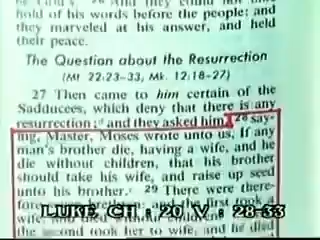 hold of his words before the people: and
they marveled at his answer, and held
their peace.
The Question about the Resurrection
(Mt. 22.23-33, Mk. 12.18-27)
27 Then came to him certain of the
Sadducees, which deny that there is any
resurrection; and they asked him, 28 say-
ing, Master, Moses wrote unto us, If any
man's brother die, having a wife, and he
die without children, that his brother
should take his wife, and raise up seed
unto his brother. 29 There were there-
LUKE CH : 20 V : 28-33
the second took her to wife, and he died